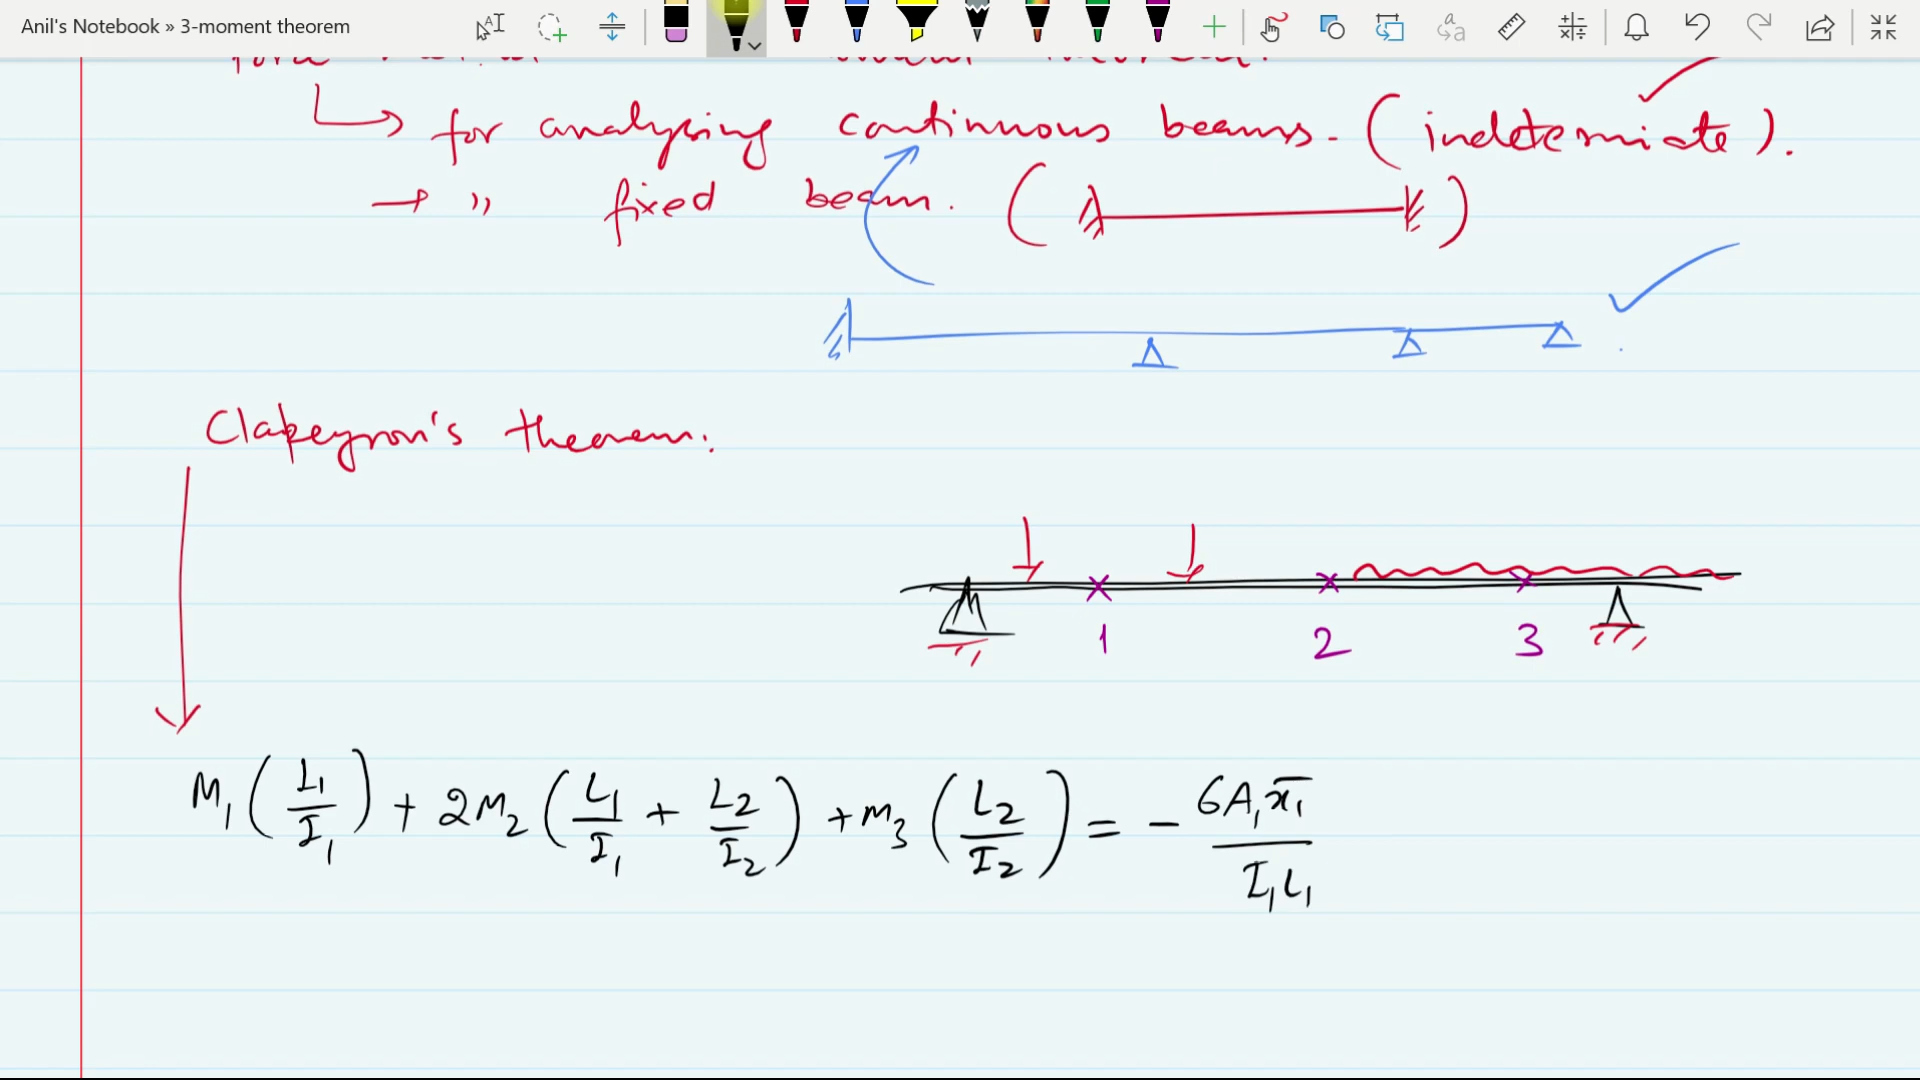 Anil's Notebook » 3-moment theorem
for analysing continuous beams. (indetermiate).
→ " fixed beam. ( )
Clapeyron's theorem.
1 2 3
M₁(L₁/I₁) + 2M₂(L₁/I₁ + L₂/I₂) + M₃(L₂/I₂) = - 6A₁x̄₁/I₁L₁